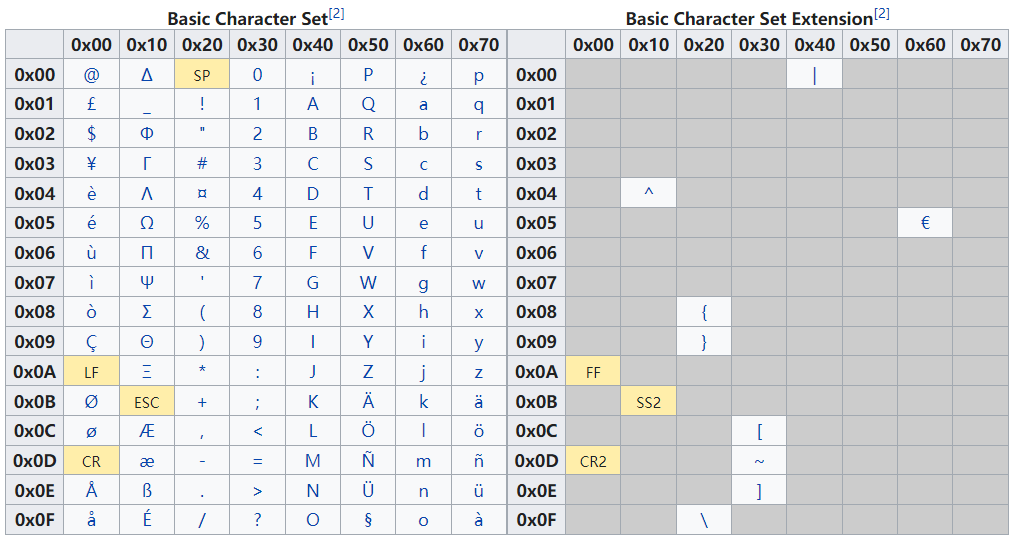 Basic Character Set[2] Basic Character Set Extension[2]
0x00 0x10 0x20 0x30 0x40 0x50 0x60 0x70 0x00 0x10 0x20 0x30 0x40 0x50 0x60 0x70
0x00 @ Δ SP 0 ¡ P ¿ p 0x00 |
0x01 £ _ ! 1 A Q a q 0x01
0x02 $ Φ " 2 B R b r 0x02
0x03 ¥ Γ # 3 C S c s 0x03
0x04 è Λ ¤ 4 D T d t 0x04 ^
0x05 é Ω % 5 E U e u 0x05 €
0x06 ù Π & 6 F V f v 0x06
0x07 ì Ψ ' 7 G W g w 0x07
0x08 ò Σ ( 8 H X h x 0x08 {
0x09 Ç Θ ) 9 I Y i y 0x09 }
0x0A LF Ξ * : J Z j z 0x0A FF
0x0B Ø ESC + ; K Ä k ä 0x0B SS2
0x0C ø Æ , < L Ö l ö 0x0C [
0x0D CR æ - = M Ñ m ñ 0x0D CR2 ~
0x0E Å ß . > N Ü n ü 0x0E ]
0x0F å É / ? O § o à 0x0F \